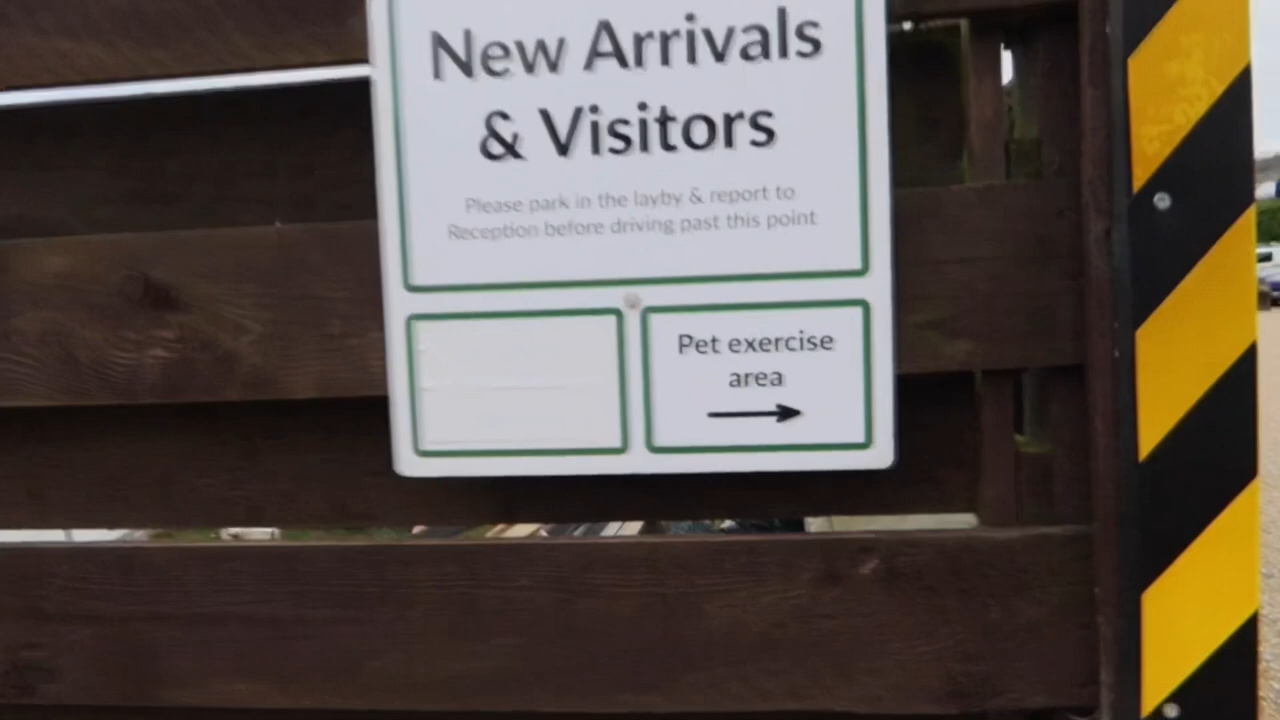 New Arrivals
& Visitors
Please park in the layby & report to
Reception before driving past this point
Pet exercise
area